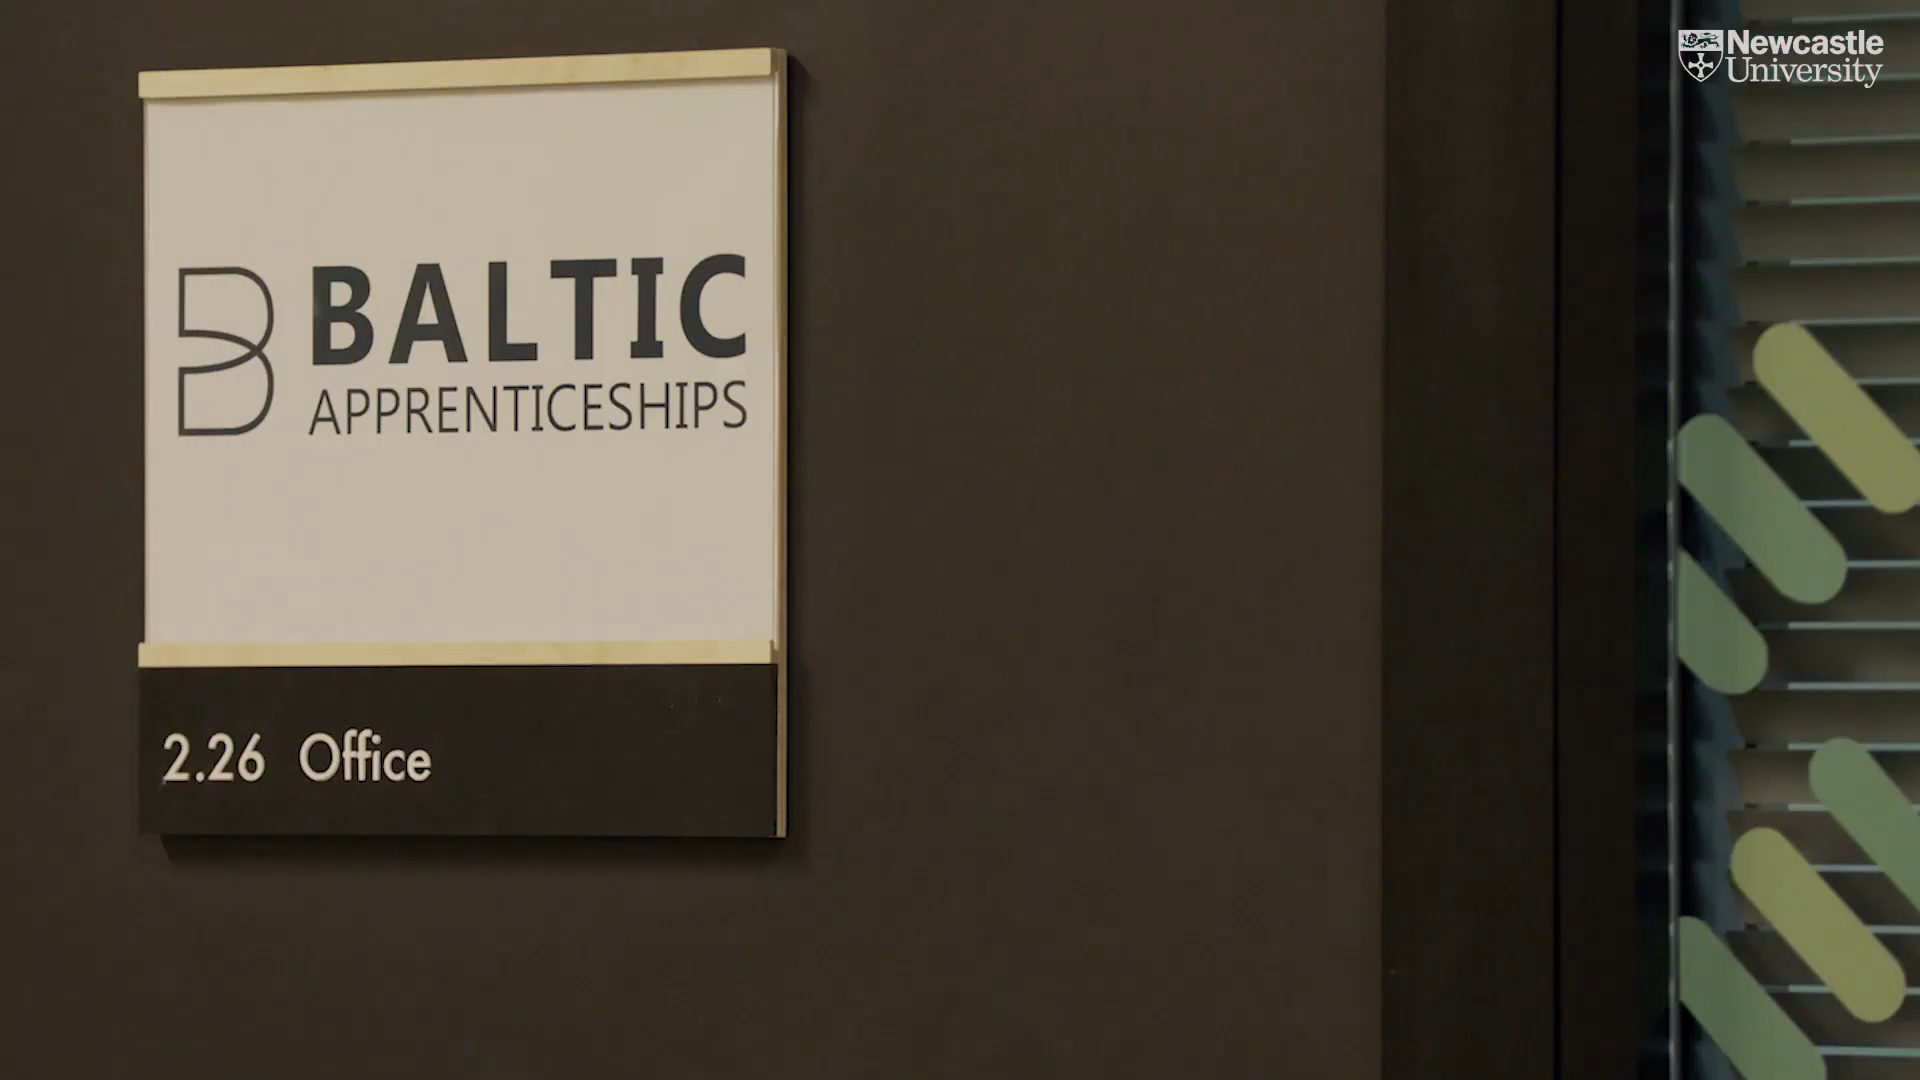 Newcastle
University
BALTIC
APPRENTICESHIPS
2.26 Office